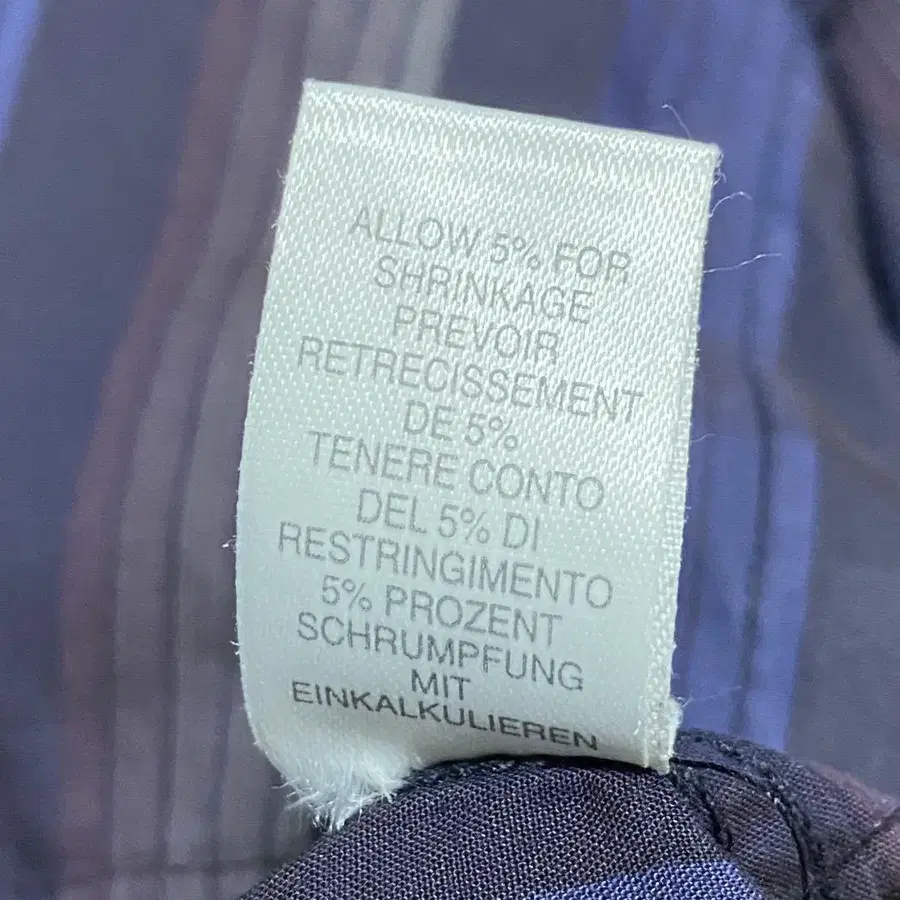 ALLOW 5% FOR
SHRINKAGE
PREVOIR
RETRECISSEMENT
DE 5%
TENERE CONTO
DEL 5% DI
RESTRINGIMENTO
5% PROZENT
SCHRUMPFUNG
MIT
EINKALKULIEREN